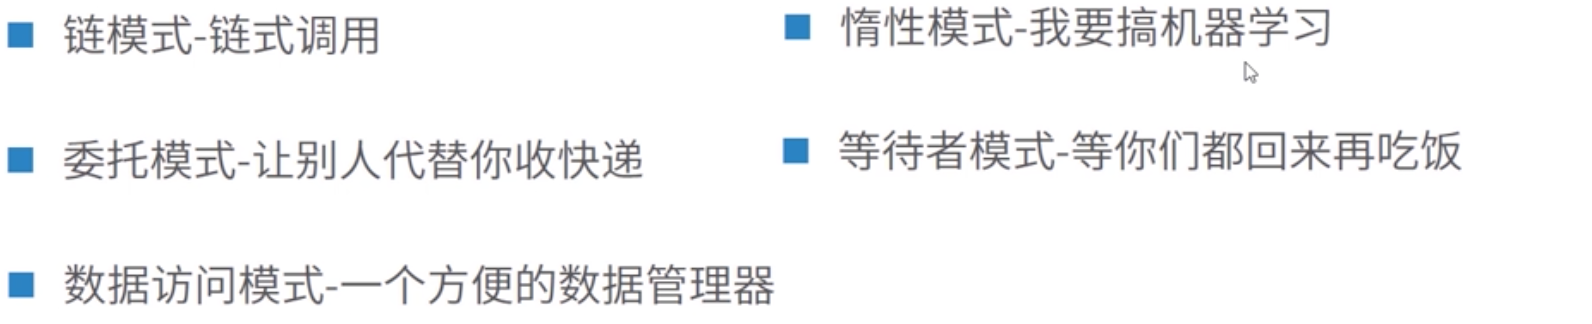 链模式-链式调用
委托模式-让别人代替你收快递
数据访问模式-一个方便的数据管理器
惰性模式-我要搞机器学习
等待者模式-等你们都回来再吃饭